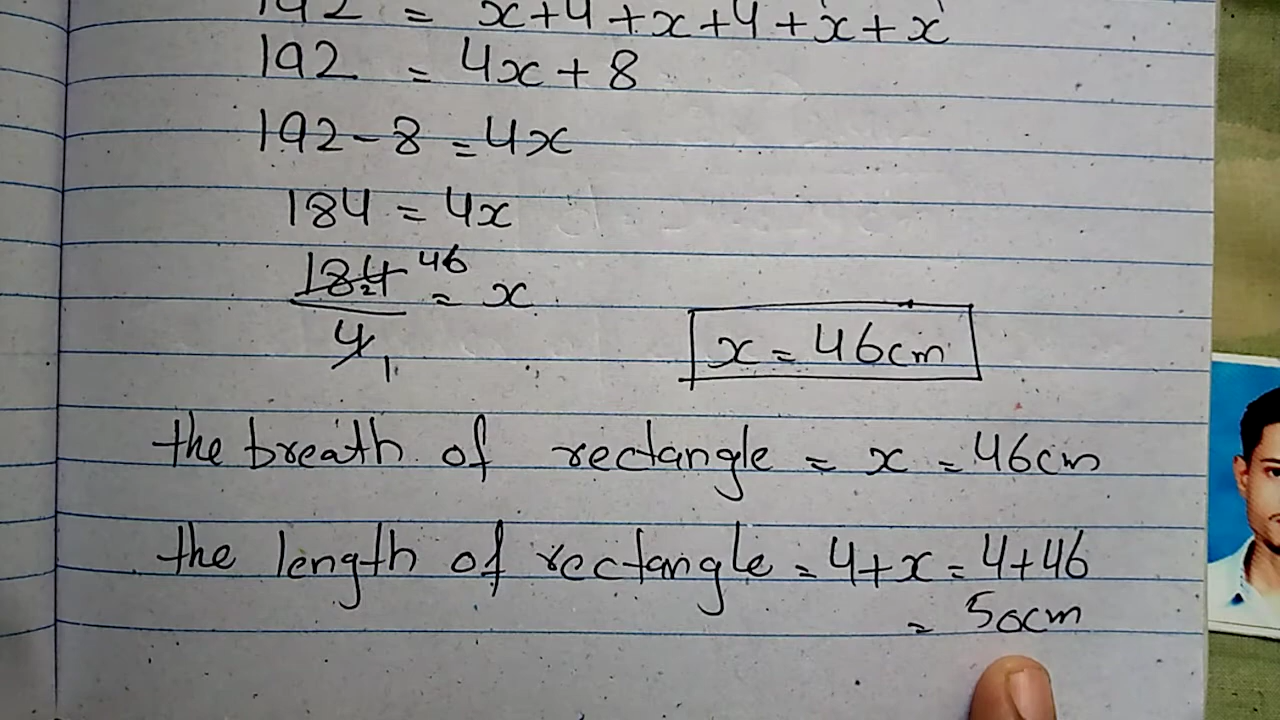 192 = x+4+x+4+x+x
192 = 4x+8
192-8=4x
184=4x
184/4 46 = x
x=46cm
the breath of rectangle = x = 46cm
the length of rectangle = 4+x = 4+46
= 50cm